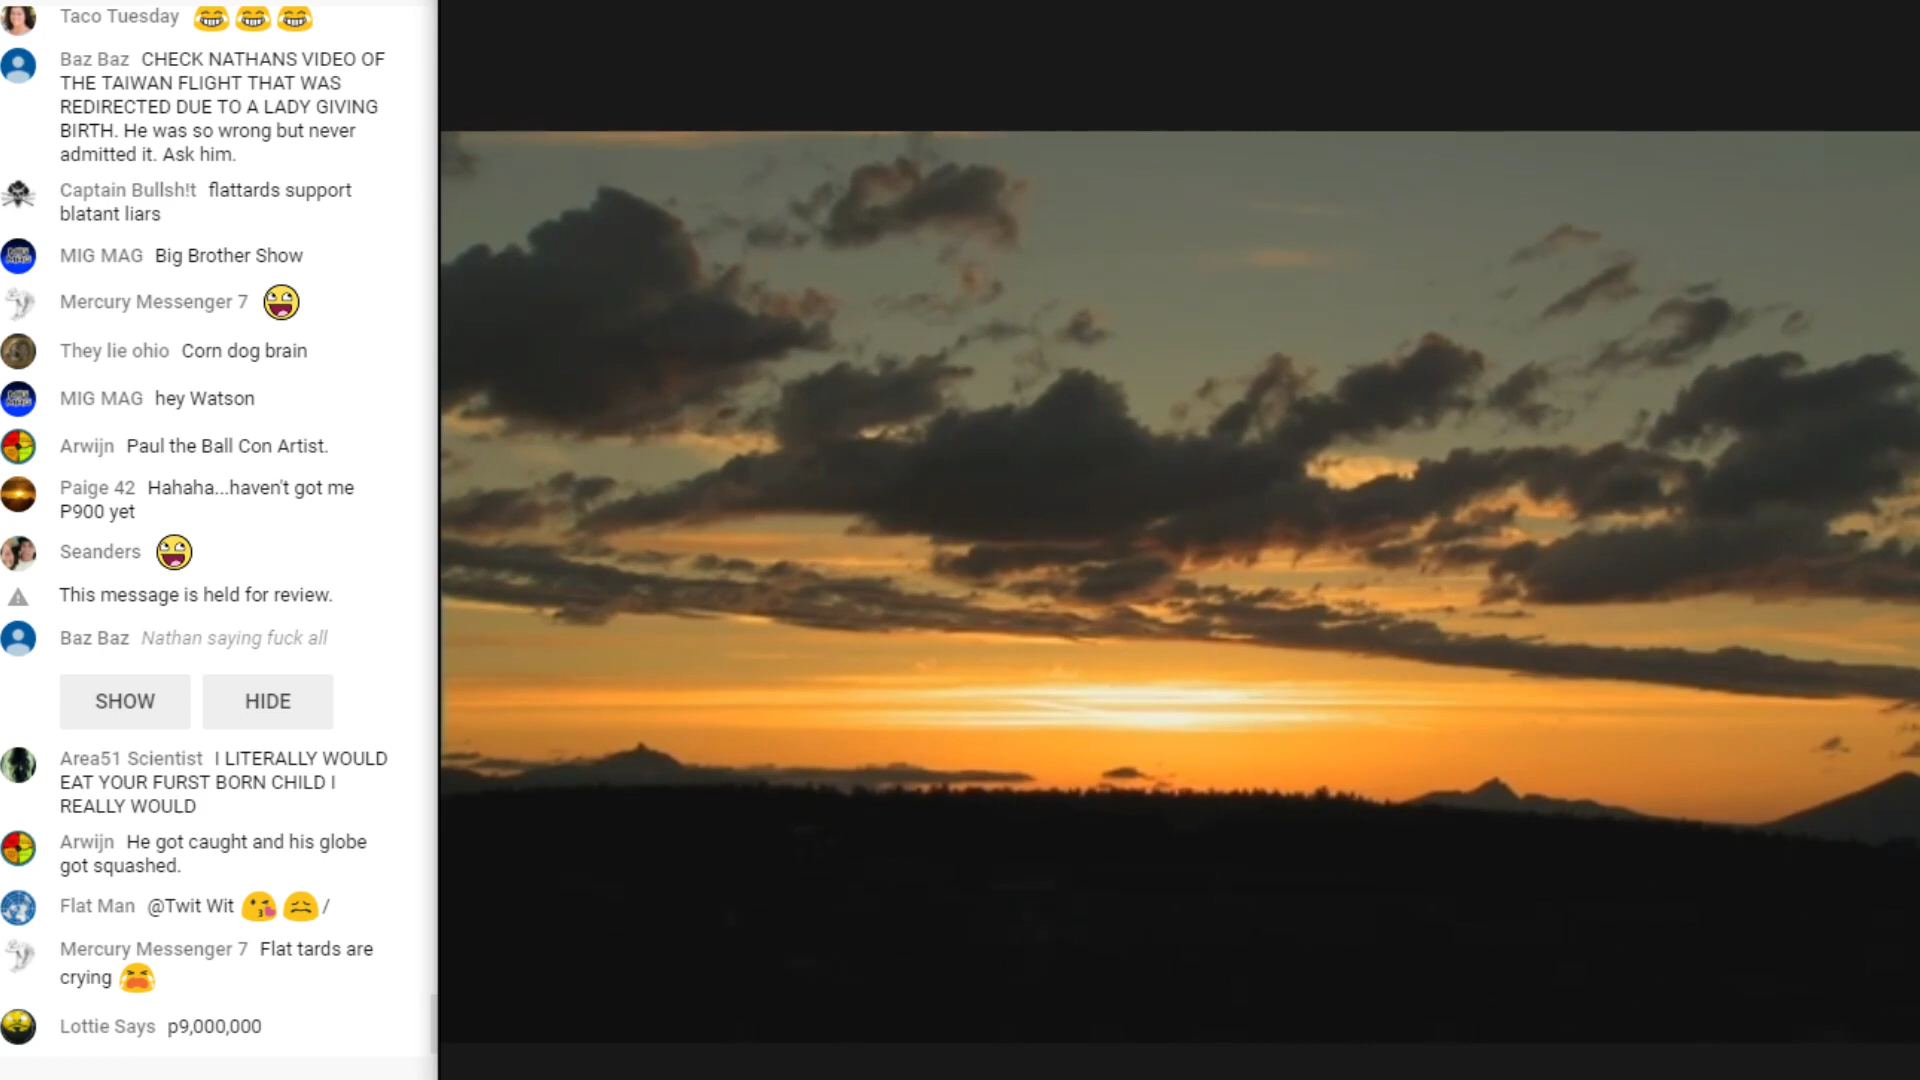 Taco Tuesday 😂😂😂
Baz Baz CHECK NATHANS VIDEO OF
THE TAIWAN FLIGHT THAT WAS
REDIRECTED DUE TO A LADY GIVING
BIRTH. He was so wrong but never
admitted it. Ask him.
Captain Bullsh!t flattards support
blatant liars
MIG MAG Big Brother Show
Mercury Messenger 7
They lie ohio Corn dog brain
MIG MAG hey Watson
Arwijn Paul the Ball Con Artist.
Paige 42 Hahaha...haven't got me
P900 yet
Seanders
This message is held for review.
Baz Baz Nathan saying fuck all
SHOW HIDE
Area51 Scientist I LITERALLY WOULD
EAT YOUR FURST BORN CHILD I
REALLY WOULD
Arwijn He got caught and his globe
got squashed.
Flat Man @Twit Wit 😘😖/
Mercury Messenger 7 Flat tards are
crying 😭
Lottie Says p9,000,000